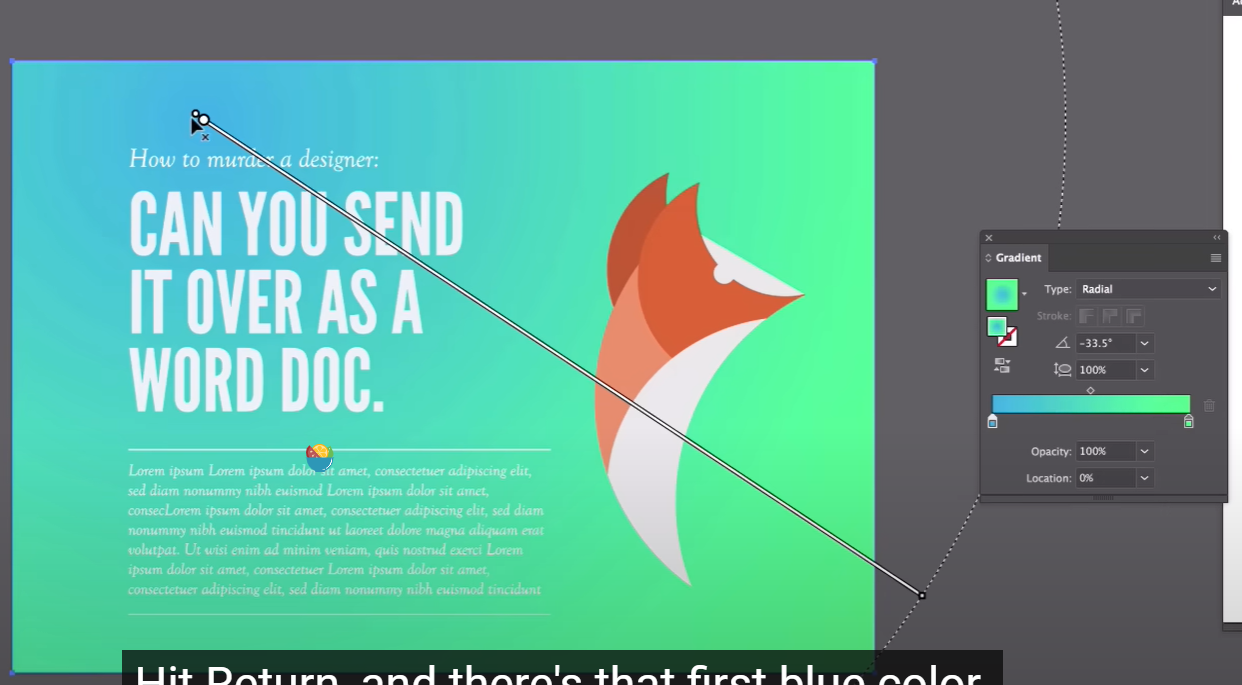 How to murder a designer:
CAN YOU SEND
IT OVER AS A
WORD DOC.
Lorem ipsum Lorem ipsum dolor sit amet, consectetuer adipiscing elit,
sed diam nonummy nibh euismod Lorem ipsum dolor sit amet,
consecLorem ipsum dolor sit amet, consectetuer adipiscing elit, sed diam
nonummy nibh euismod tincidunt ut laoreet dolore magna aliquam erat
volutpat. Ut wisi enim ad minim veniam, quis nostrud exerci Lorem
ipsum dolor sit amet, consectetuer Lorem ipsum dolor sit amet,
consectetuer adipiscing elit, sed diam nonummy nibh euismod tincidunt
Gradient
Type: Radial
Stroke:
-33.5°
100%
Opacity: 100%
Location: 0%
Hit Return, and there's that first blue color